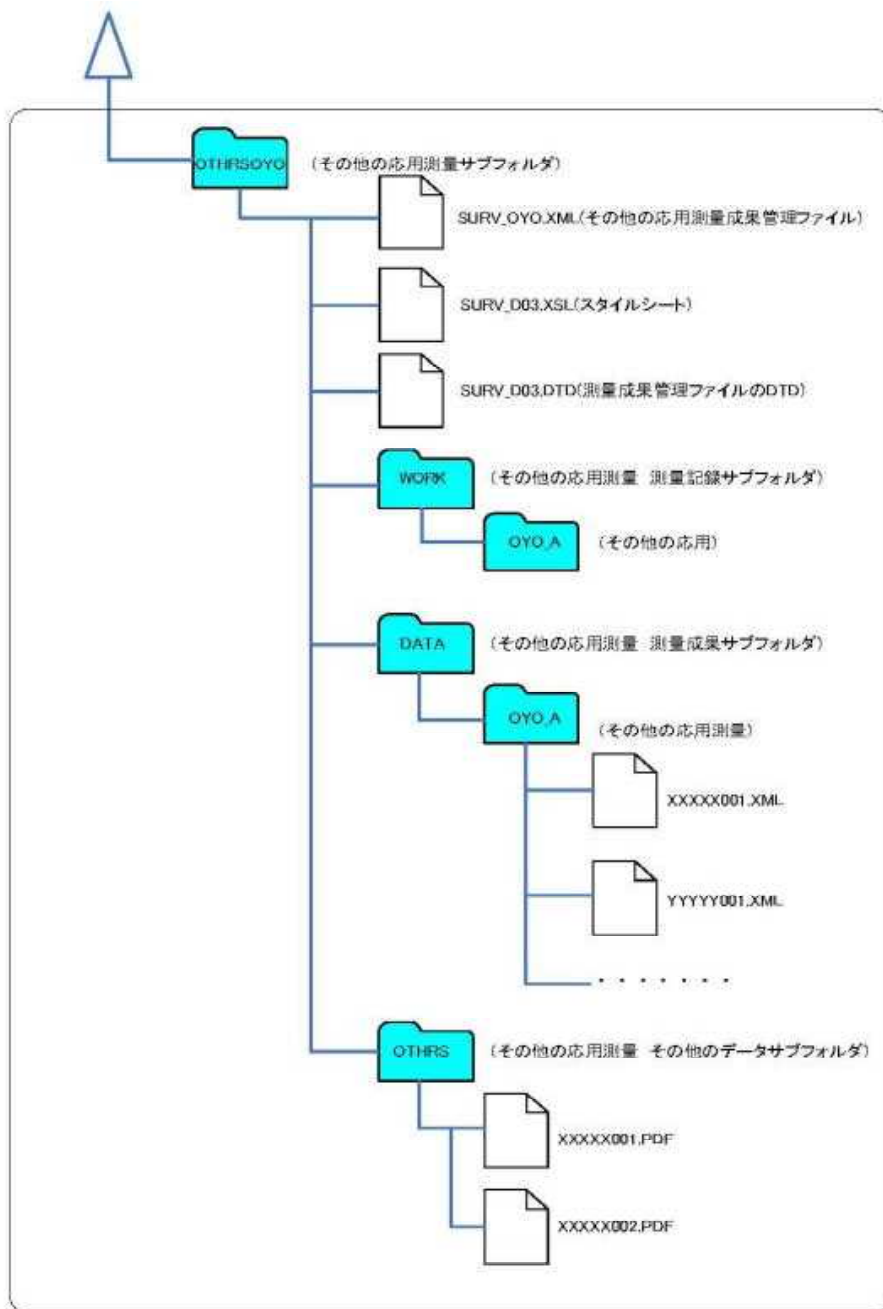 OTHRSOYO (その他の応用測量サブフォルダ)
SURV_OYO.XML(その他の応用測量成果管理ファイル)
SURV_D03.XSL(スタイルシート)
SURV_D03.DTD(測量成果管理ファイルのDTD)
WORK (その他の応用測量 測量記録サブフォルダ)
OYO_A (その他の応用)
DATA (その他の応用測量 測量成果サブフォルダ)
OYO_A (その他の応用測量)
XXXXX001.XML
YYYYY001.XML
・・・・・・・
OTHRS (その他の応用測量 その他のデータサブフォルダ)
XXXXX001.PDF
XXXXX002.PDF